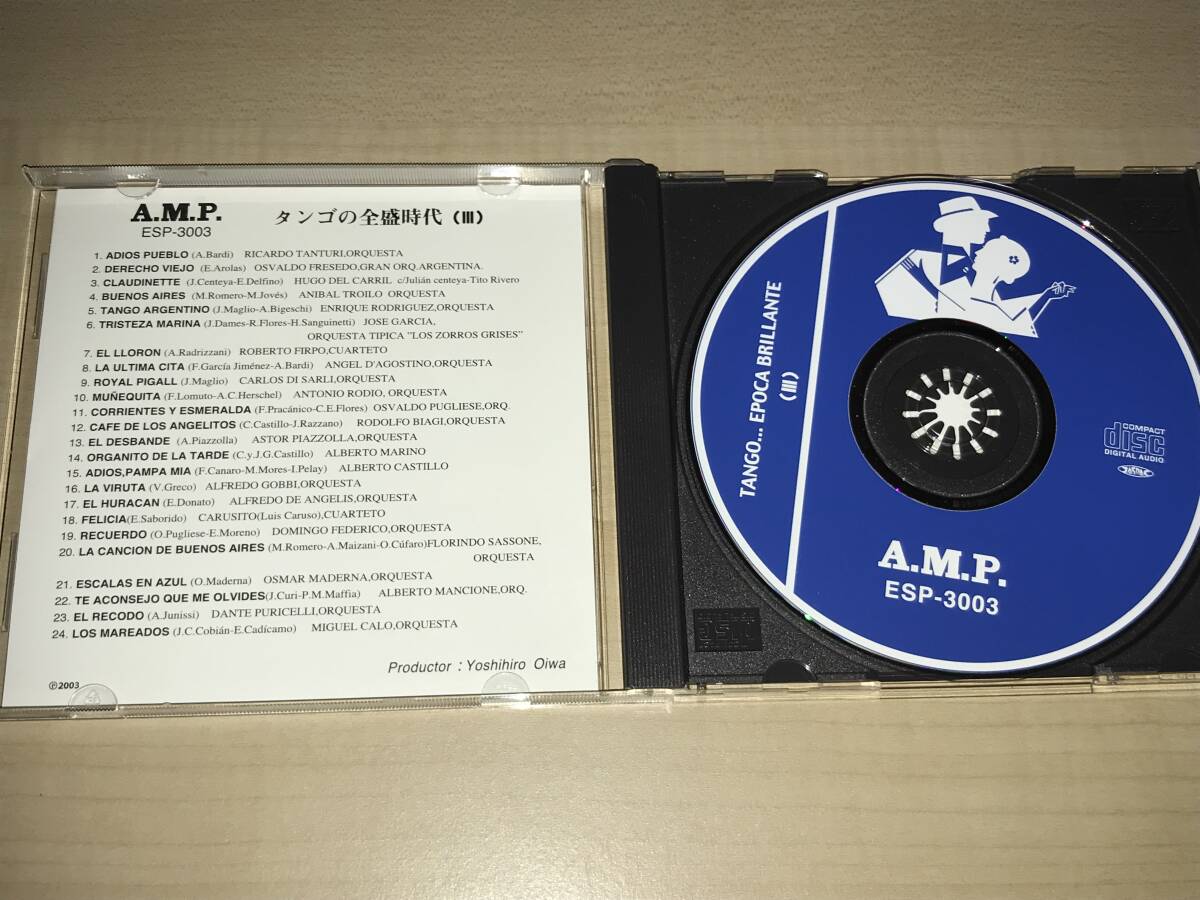 A.M.P. タンゴの全盛時代 (III)
ESP-3003
1. ADIOS PUEBLO (A.Bardi) RICARDO TANTURI,ORQUESTA
2. DERECHO VIEJO (E.Arolas) OSVALDO FRESEDO,GRAN ORQ.ARGENTINA.
3. CLAUDINETTE (J.Centeya-E.Delfino) HUGO DEL CARRIL c/Julián centeya-Tito Rivero
4. BUENOS AIRES (M.Romero-M.Jovés) ANIBAL TROILO ORQUESTA
5. TANGO ARGENTINO (J.Maglio-A.Bigeschi) ENRIQUE RODRIGUEZ,ORQUESTA
6. TRISTEZA MARINA (J.Dames-R.Flores-H.Sanguinetti) JOSE GARCIA,
ORQUESTA TIPICA "LOS ZORROS GRISES"
7. EL LLORON (A.Radrizzani) ROBERTO FIRPO,CUARTETO
8. LA ULTIMA CITA (F.García Jiménez-A.Bardi) ANGEL D'AGOSTINO,ORQUESTA
9. ROYAL PIGALL (J.Maglio) CARLOS DI SARLI,ORQUESTA
10. MUÑEQUITA (F.Lomuto-A.C.Herschel) ANTONIO RODIO, ORQUESTA
11. CORRIENTES Y ESMERALDA (F.Pracánico-C.E.Flores) OSVALDO PUGLIESE,ORQ.
12. CAFE DE LOS ANGELITOS (C.Castillo-J.Razzano) RODOLFO BIAGI,ORQUESTA
13. EL DESBANDE (A.Piazzolla) ASTOR PIAZZOLLA,ORQUESTA
14. ORGANITO DE LA TARDE (C.y.J.G.Castillo) ALBERTO MARINO
15. ADIOS,PAMPA MIA (F.Canaro-M.Mores-I.Pelay) ALBERTO CASTILLO
16. LA VIRUTA (V.Greco) ALFREDO GOBBI,ORQUESTA
17. EL HURACAN (E.Donato) ALFREDO DE ANGELIS,ORQUESTA
18. FELICIA(E.Saborido) CARUSITO(Luis Caruso),CUARTETO
19. RECUERDO (O.Pugliese-E.Moreno) DOMINGO FEDERICO,ORQUESTA
20. LA CANCION DE BUENOS AIRES (M.Romero-A.Maizani-O.Cúfaro)FLORINDO SASSONE,
ORQUESTA
21. ESCALAS EN AZUL (O.Maderna) OSMAR MADERNA,ORQUESTA
22. TE ACONSEJO QUE ME OLVIDES(J.Curi-P.M.Maffia) ALBERTO MANCIONE,ORQ.
23. EL RECODO (A.Junissi) DANTE PURICELLI,ORQUESTA
24. LOS MAREADOS (J.C.Cobián-E.Cadícamo) MIGUEL CALO,ORQUESTA
Productor : Yoshihiro Oiwa
℗2003
TANGO... EPOCA BRILLANTE
(III)
COMPACT
disc
DIGITAL AUDIO
A.M.P.
ESP-3003